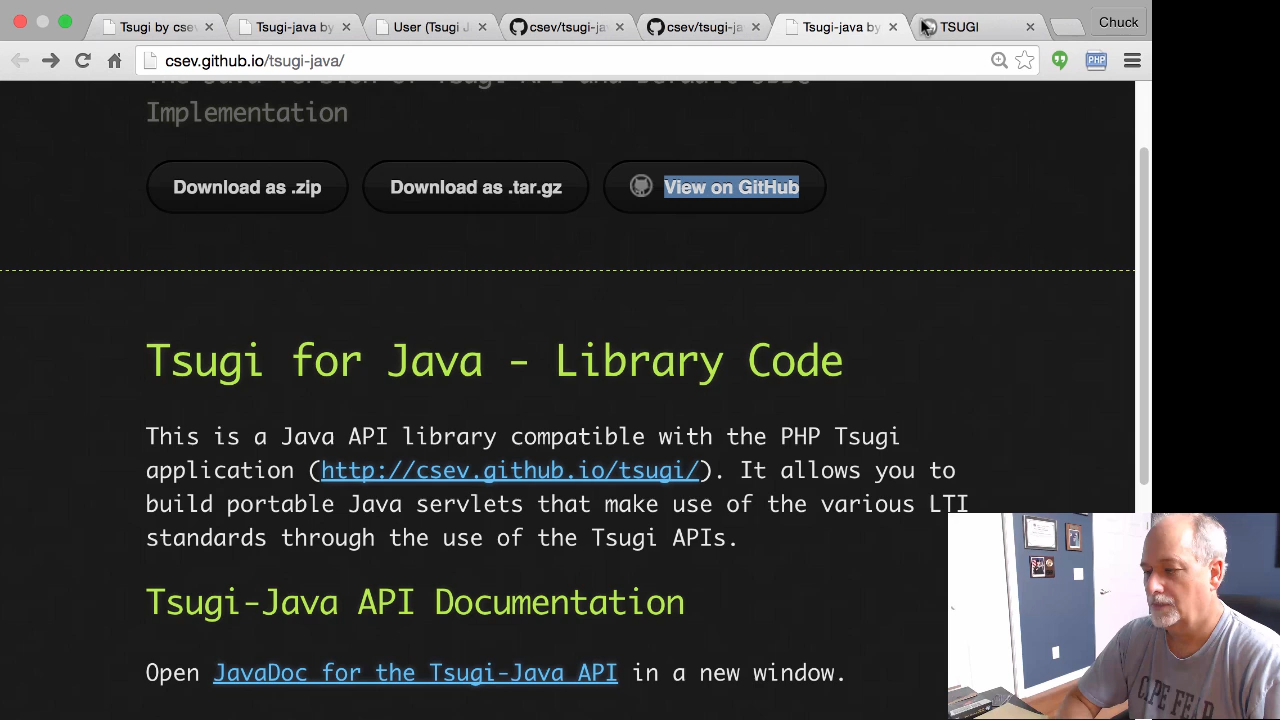 Tsugi by csev
Tsugi-java by
User (Tsugi J
csev/tsugi-ja
csev/tsugi-ja
Tsugi-java by
TSUGI
Chuck
csev.github.io/tsugi-java/
PHP
Implementation
Download as .zip
Download as .tar.gz
View on GitHub
Tsugi for Java - Library Code
This is a Java API library compatible with the PHP Tsugi
application (http://csev.github.io/tsugi/). It allows you to
build portable Java servlets that make use of the various LTI
standards through the use of the Tsugi APIs.
Tsugi-Java API Documentation
Open JavaDoc for the Tsugi-Java API in a new window.
CAPE FEAR